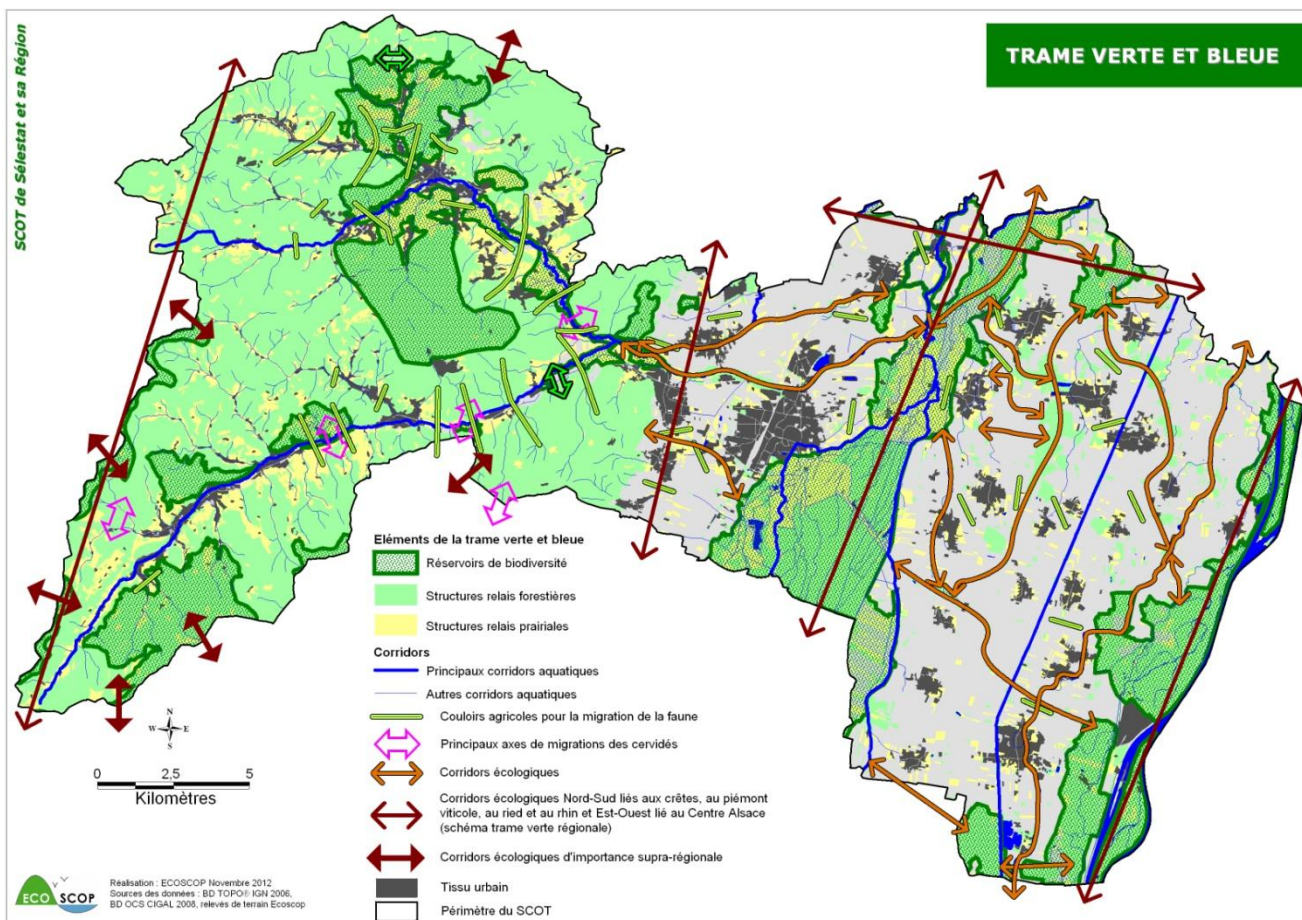 SCOT de Sélestat et sa Région
TRAME VERTE ET BLEUE
Eléments de la trame verte et bleue
Réservoirs de biodiversité
Structures relais forestières
Structures relais prairiales
Corridors
Principaux corridors aquatiques
Autres corridors aquatiques
Couloirs agricoles pour la migration de la faune
Principaux axes de migrations des cervidés
Corridors écologiques
Corridors écologiques Nord-Sud liés aux crêtes, au piémont
viticole, au ried et au rhin et Est-Ouest lié au Centre Alsace
(schéma trame verte régionale)
Corridors écologiques d'importance supra-régionale
Tissu urbain
Périmètre du SCOT
N
W E
S
0 2,5 5
Kilomètres
ECO SCOP
Réalisation : ECOSCOP Novembre 2012
Sources des données : BD TOPO® IGN 2006,
BD OCS CIGAL 2008, relevés de terrain Ecoscop